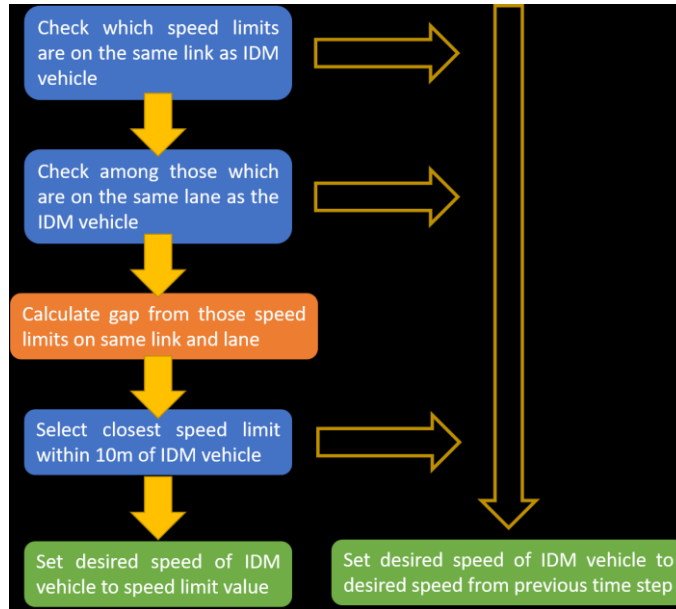 Check which speed limits
are on the same link as IDM
vehicle
Check among those which
are on the same lane as the
IDM vehicle
Calculate gap from those speed
limits on same link and lane
Select closest speed limit
within 10m of IDM vehicle
Set desired speed of IDM
vehicle to speed limit value
Set desired speed of IDM vehicle to
desired speed from previous time step